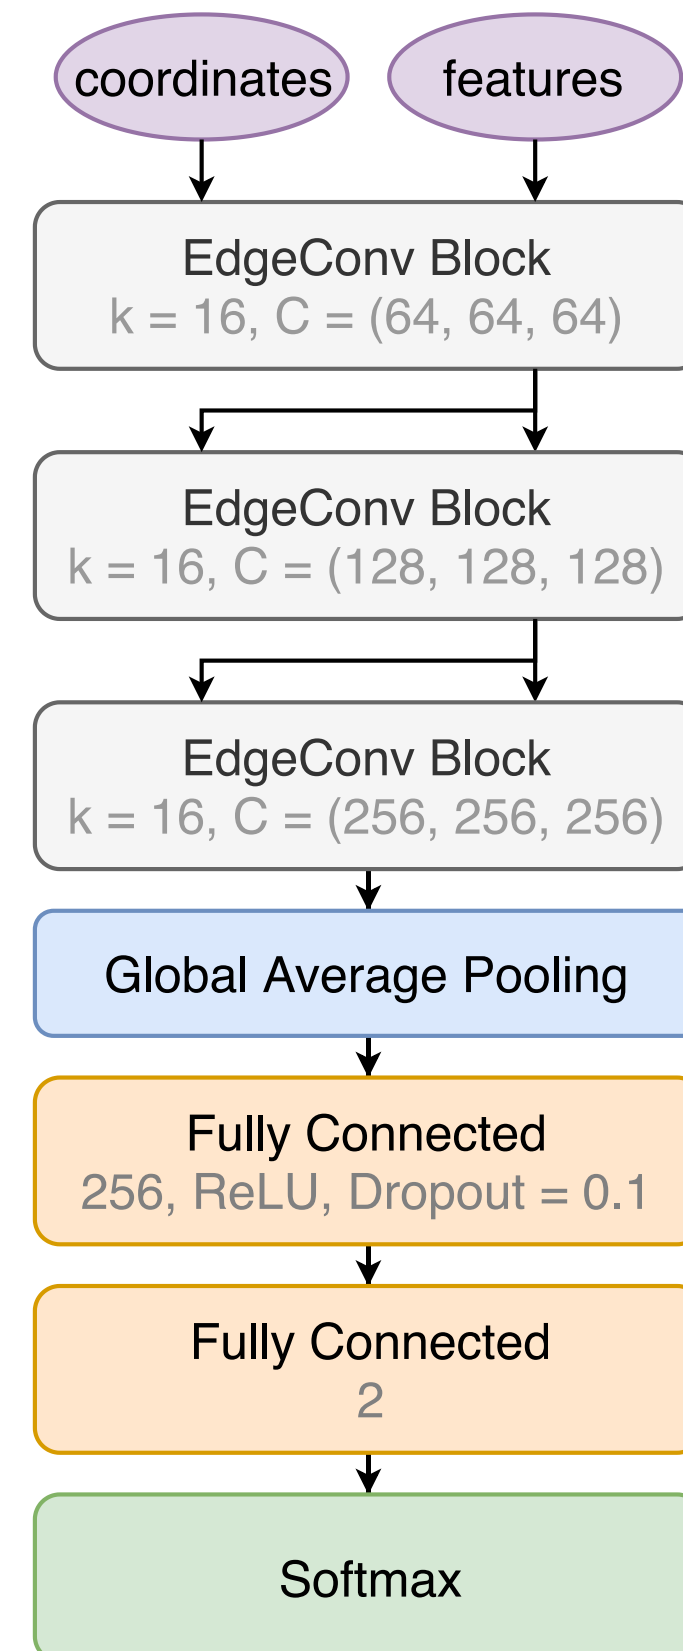 coordinates
features
EdgeConv Block
k = 16, C = (64, 64, 64)
EdgeConv Block
k = 16, C = (128, 128, 128)
EdgeConv Block
k = 16, C = (256, 256, 256)
Global Average Pooling
Fully Connected
256, ReLU, Dropout = 0.1
Fully Connected
2
Softmax